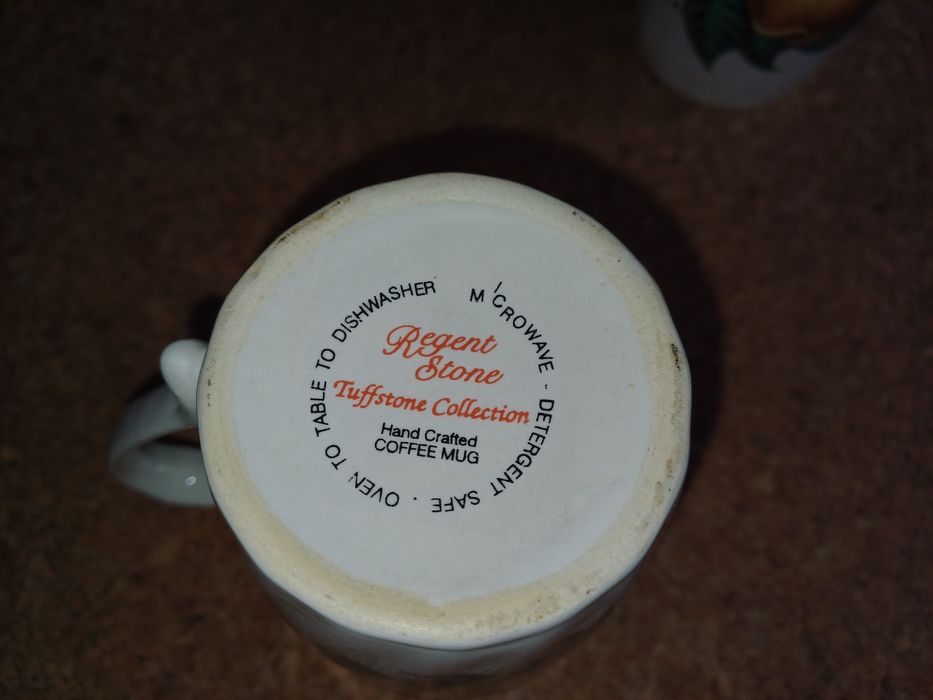 MICROWAVE - DETERGENT SAFE · OVEN TO TABLE TO DISHWASHER
Regent
Stone
Tuffstone Collection
Hand Crafted
COFFEE MUG